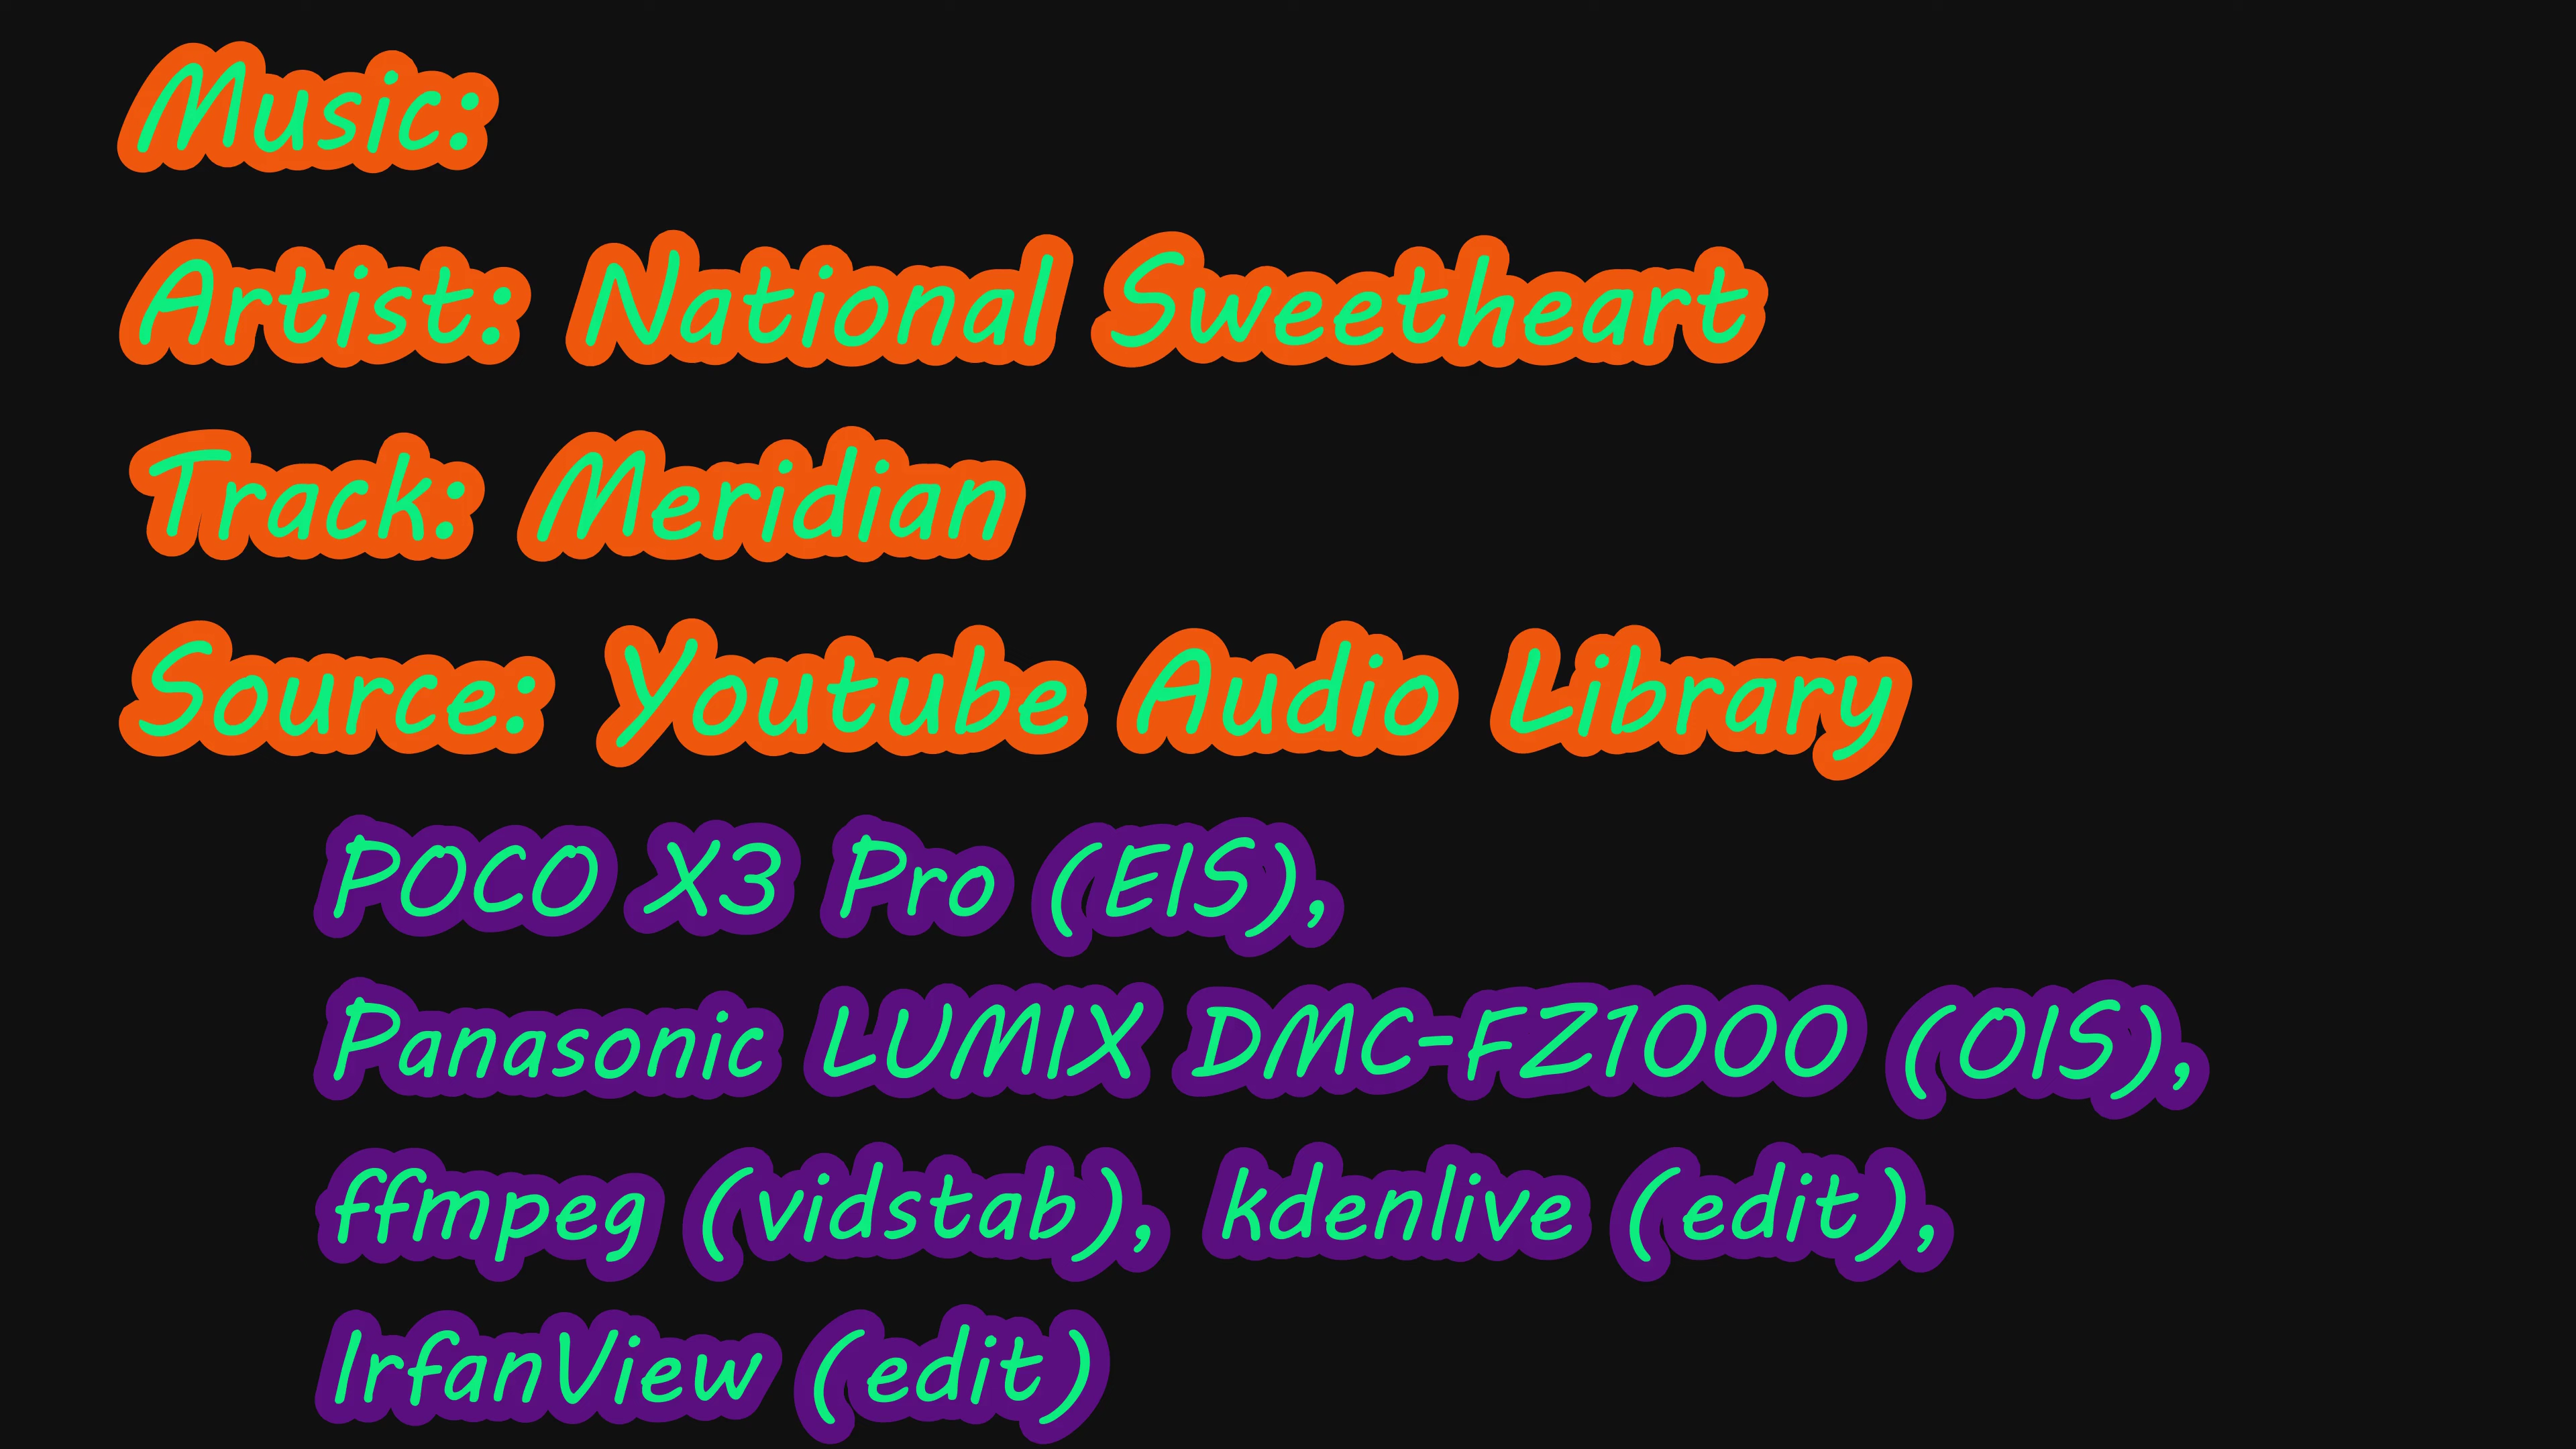 Music:
Artist: National Sweetheart
Track: Meridian
Source: Youtube Audio Library
POCO X3 Pro (EIS),
Panasonic LUMIX DMC-FZ1000 (OIS),
ffmpeg (vidstab), kdenlive (edit),
IrfanView (edit)